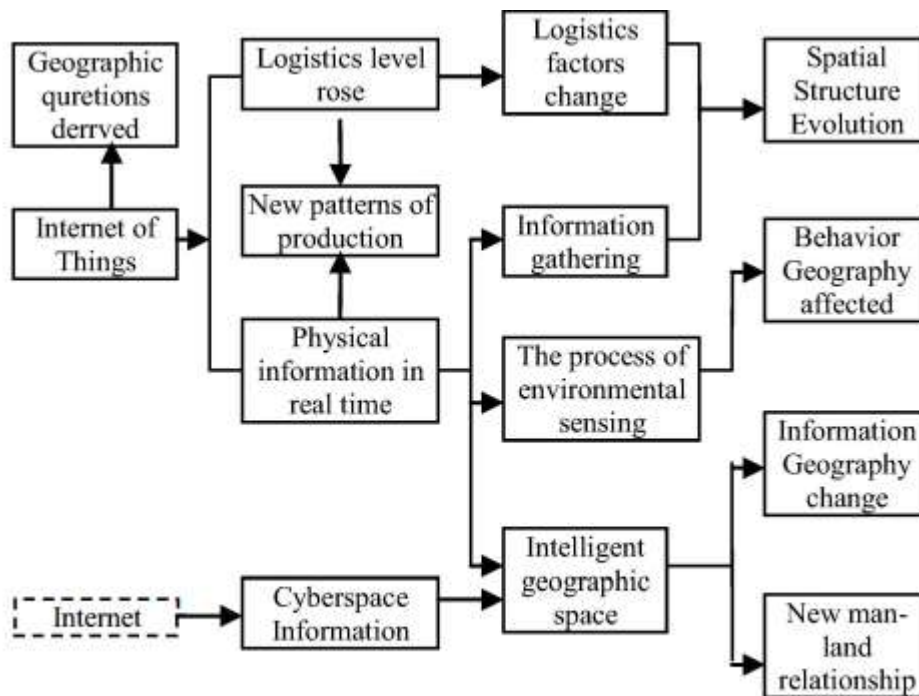 Geographic
quretions
derrved
Internet of
Things
Logistics level
rose
New patterns of
production
Physical
information in
real time
Logistics
factors
change
Information
gathering
The process of
environmental
sensing
Intelligent
geographic
space
Spatial
Structure
Evolution
Behavior
Geography
affected
Information
Geography
change
New man-
land
relationship
Internet
Cyberspace
Information